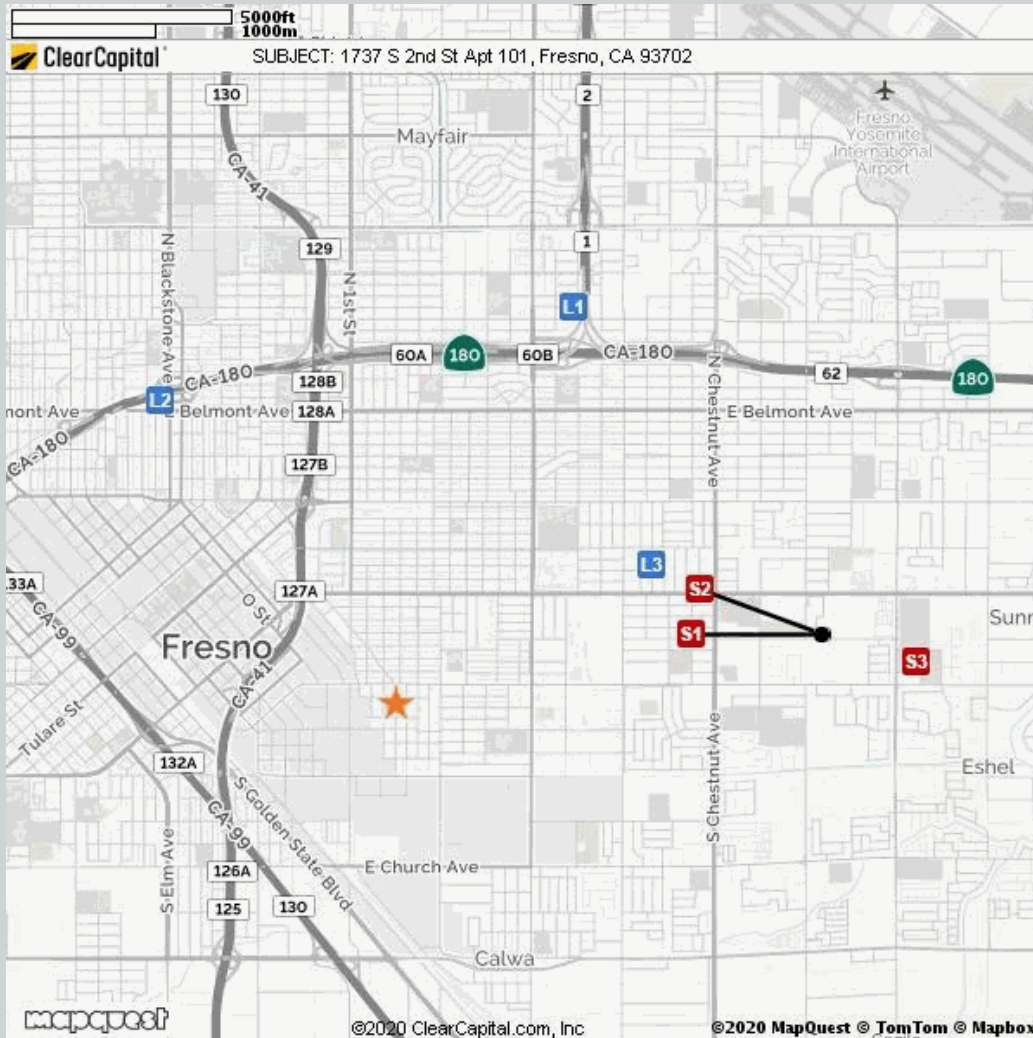 5000ft
1000m
ClearCapital
SUBJECT: 1737 S 2nd St Apt 101, Fresno, CA 93702
130
2
Mayfair
Fresno
Yosemite
International
Airport
CA-41
N Blackstone Ave
129
N 1st St
1
L1
60A
180
60B
CA-180
62
180
CA-180
128B
N Chestnut Ave
L2
mont Ave
E Belmont Ave
128A
E Belmont Ave
CA-180
127B
L3
33A
127A
S2
O St
Sunn
CA-99
Fresno
S1
S3
CA-41
Tulare St
132A
S Chestnut Ave
Eshel
S Golden State Blvd
CA-99
S Elm Ave
E Church Ave
126A
125
130
Calwa
mapquest
©2020 ClearCapital.com, Inc
©2020 MapQuest © TomTom © Mapbox